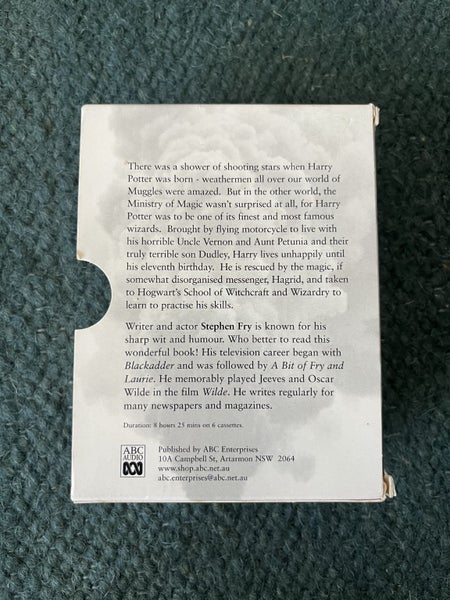 There was a shower of shooting stars when Harry
Potter was born - weathermen all over our world of
Muggles were amazed. But in the other world, the
Ministry of Magic wasn't surprised at all, for Harry
Potter was to be one of its finest and most famous
wizards. Brought by flying motorcycle to live with
his horrible Uncle Vernon and Aunt Petunia and their
truly terrible son Dudley, Harry lives unhappily until
his eleventh birthday. He is rescued by the magic, if
somewhat disorganised messenger, Hagrid, and taken
to Hogwart's School of Witchcraft and Wizardry to
learn to practise his skills.
Writer and actor Stephen Fry is known for his
sharp wit and humour. Who better to read this
wonderful book! His television career began with
Blackadder and was followed by A Bit of Fry and
Laurie. He memorably played Jeeves and Oscar
Wilde in the film Wilde. He writes regularly for
many newspapers and magazines.
Duration: 8 hours 25 mins on 6 cassettes.
ABC
AUDIO
Published by ABC Enterprises
10A Campbell St, Artarmon NSW 2064
www.shop.abc.net.au
abc.enterprises@abc.net.au